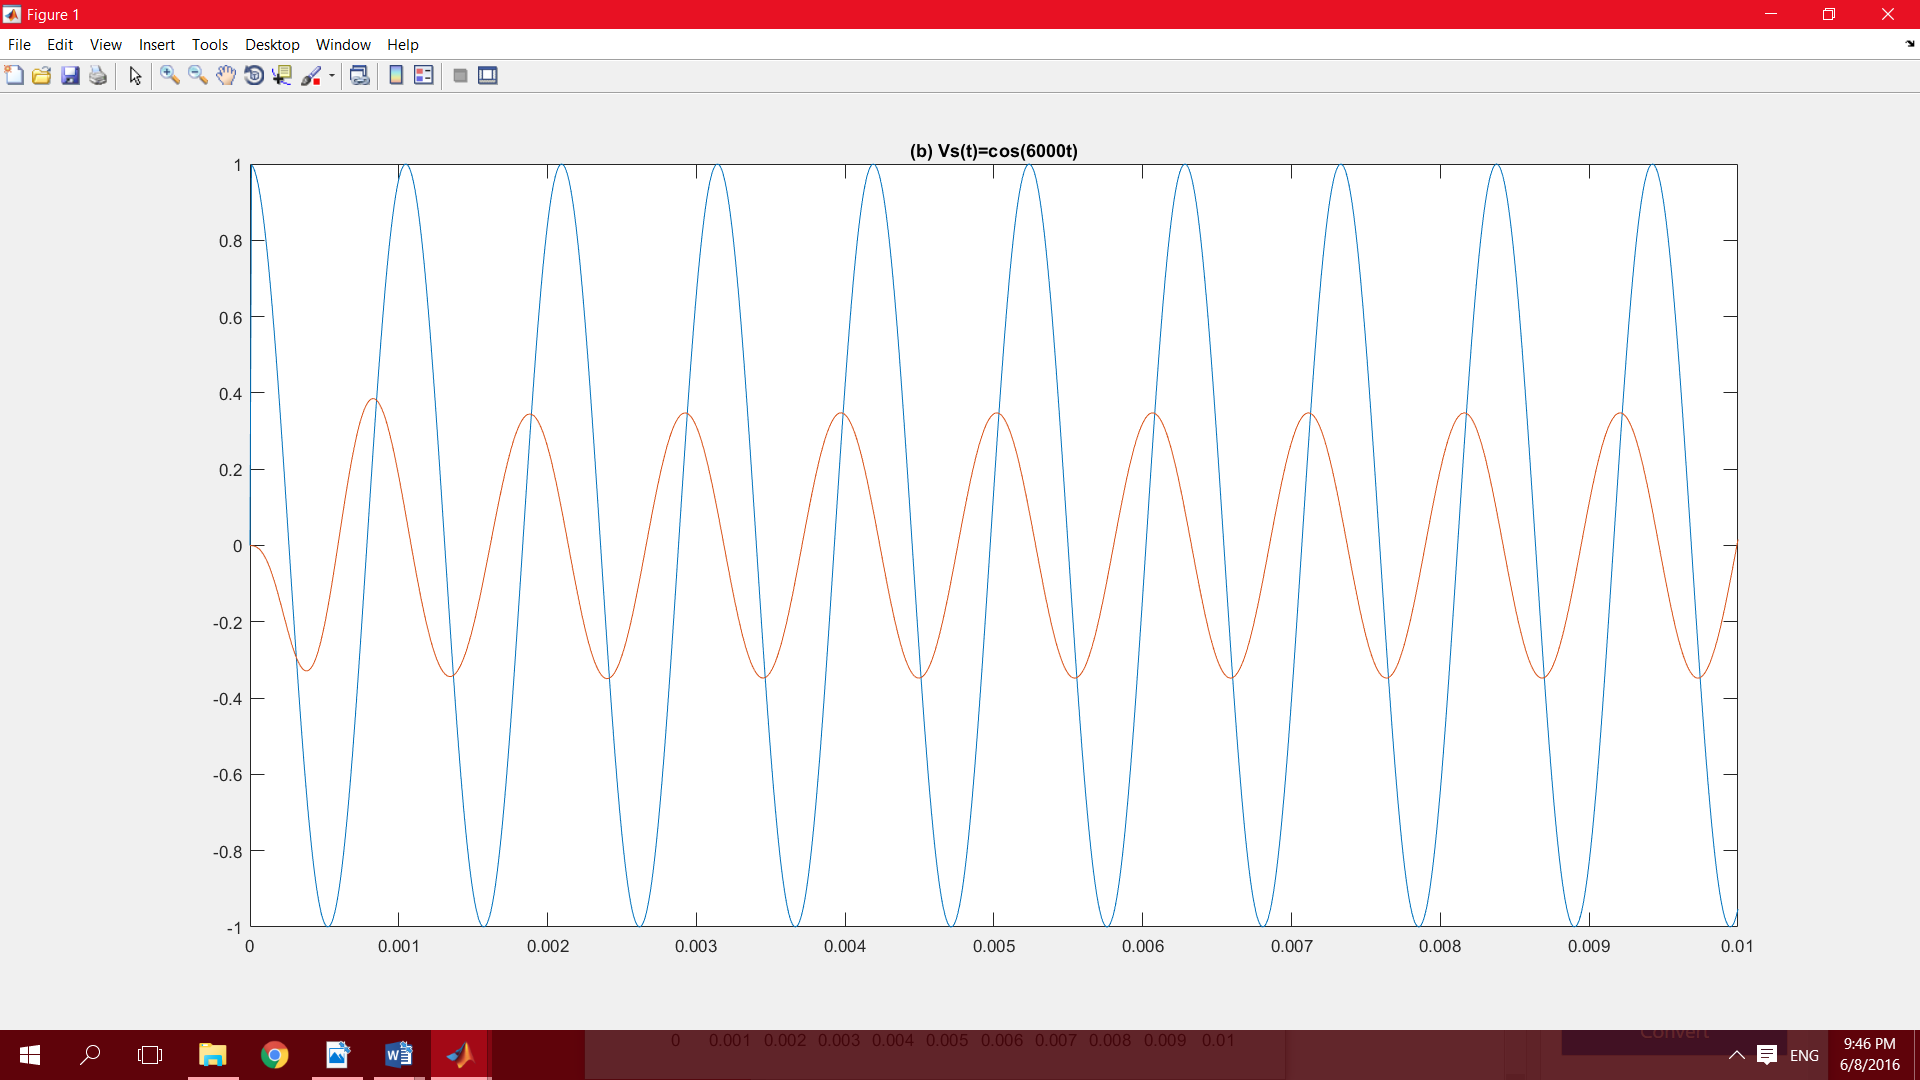 Figure 1
File Edit View Insert Tools Desktop Window Help
(b) Vs(t)=cos(6000t)
1
0.8
0.6
0.4
0.2
0
-0.2
-0.4
-0.6
-0.8
-1
0 0.001 0.002 0.003 0.004 0.005 0.006 0.007 0.008 0.009 0.01
0 0.001 0.002 0.003 0.004 0.005 0.006 0.007 0.008 0.009 0.01
Convert
ENG
9:46 PM
6/8/2016